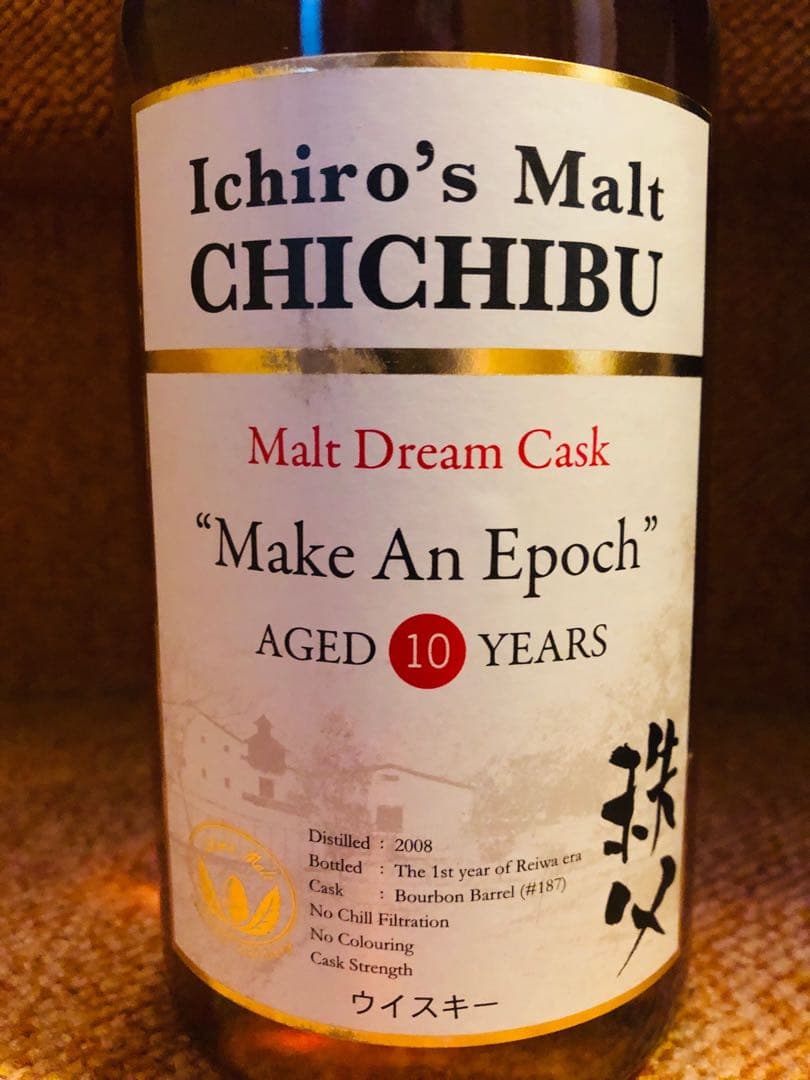 Ichiro's Malt
CHICHIBU
Malt Dream Cask
“Make An Epoch”
AGED 10 YEARS
Distilled : 2008
Bottled : The 1st year of Reiwa era
Cask : Bourbon Barrel (#187)
No Chill Filtration
No Colouring
Cask Strength
秩父
ウイスキー